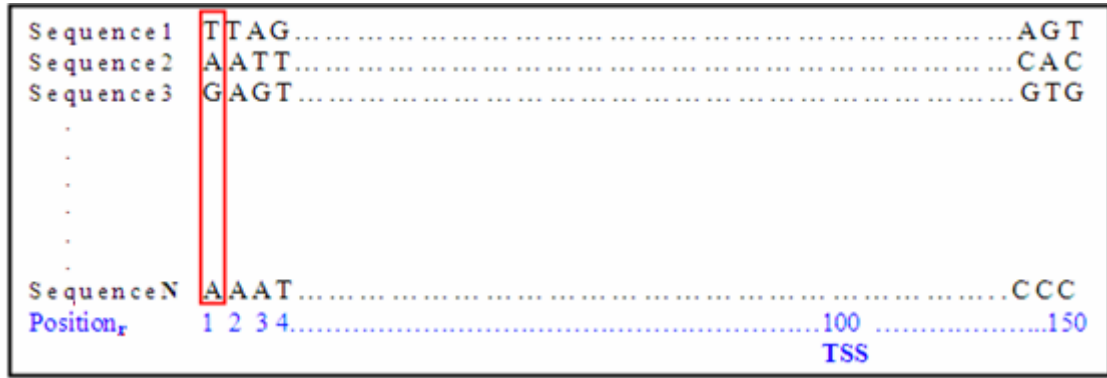 Sequence1 TTAG……………………………………………………………AGT
Sequence2 AATT……………………………………………………………CAC
Sequence3 GAGT……………………………………………………………GTG
.
.
.
.
.
.
SequenceN AAAT……………………………………………………………..CCC
Positionr 1 2 3 4……………………………………………100 ………………...150
TSS